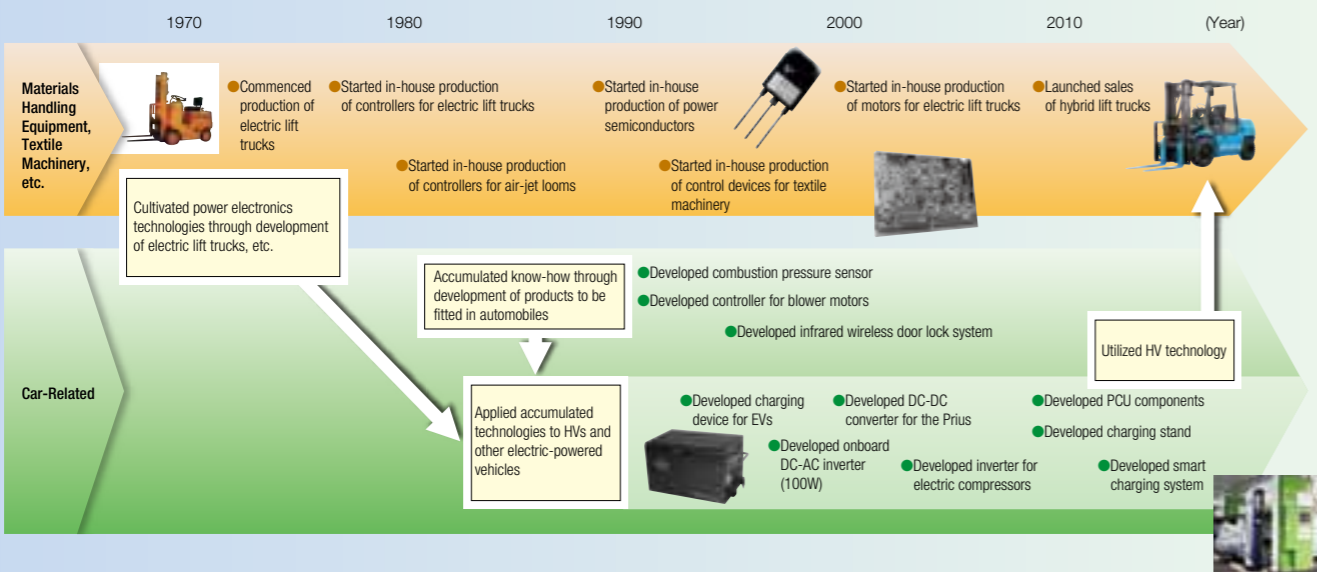 1970 1980 1990 2000 2010 (Year)
Materials
Handling
Equipment,
Textile
Machinery,
etc.
●Commenced
production of
electric lift
trucks
●Started in-house production
of controllers for electric lift trucks
●Started in-house production
of controllers for air-jet looms
●Started in-house
production of power
semiconductors
●Started in-house production
of control devices for textile
machinery
●Started in-house production
of motors for electric lift trucks
●Launched sales
of hybrid lift trucks
Cultivated power electronics
technologies through development
of electric lift trucks, etc.
Car-Related
Accumulated know-how through
development of products to be
fitted in automobiles
●Developed combustion pressure sensor
●Developed controller for blower motors
●Developed infrared wireless door lock system
Utilized HV technology
Applied accumulated
technologies to HVs and
other electric-powered
vehicles
●Developed charging
device for EVs
●Developed onboard
DC-AC inverter
(100W)
●Developed DC-DC
converter for the Prius
●Developed inverter for
electric compressors
●Developed PCU components
●Developed charging stand
●Developed smart
charging system